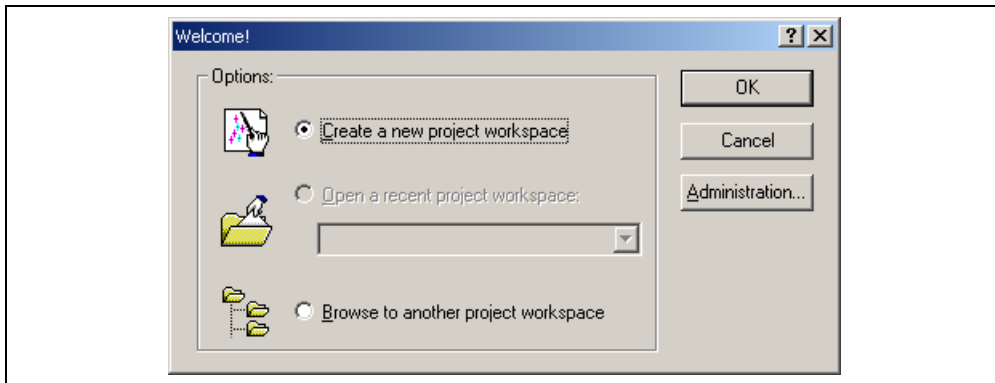 Welcome!
Options:
Create a new project workspace
Open a recent project workspace:
Browse to another project workspace
OK
Cancel
Administration...